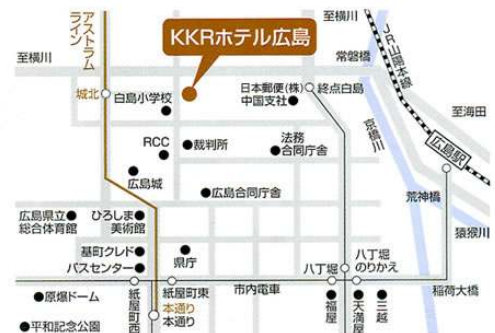 アストラム
ライン
KKRホテル広島
至横川
至横川
常磐橋
JR山陽本線
城北
白島小学校
日本郵便(株)
中国支社
終点白島
京橋川
至海田
RCC
裁判所
法務
合同庁舎
広島駅
広島城
広島合同庁舎
荒神橋
広島県立
総合体育館
ひろしま
美術館
猿猴川
基町クレド
バスセンター
県庁
八丁堀
八丁堀
のりかえ
原爆ドーム
紙屋町西
紙屋町東
市内電車
稲荷大橋
本通り
本通り
福屋
天満屋
三越
平和記念公園